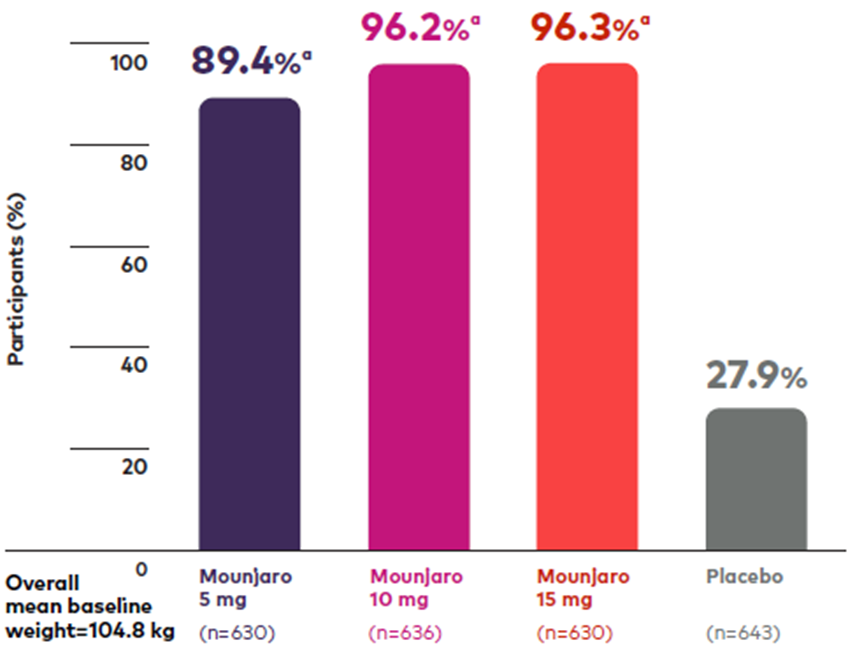 89.4%ª
96.2%ª
96.3%ª
27.9%
Participants (%)
100
80
60
40
20
0
Overall
mean baseline
weight=104.8 kg
Mounjaro
5 mg
(n=630)
Mounjaro
10 mg
(n=636)
Mounjaro
15 mg
(n=630)
Placebo
(n=643)